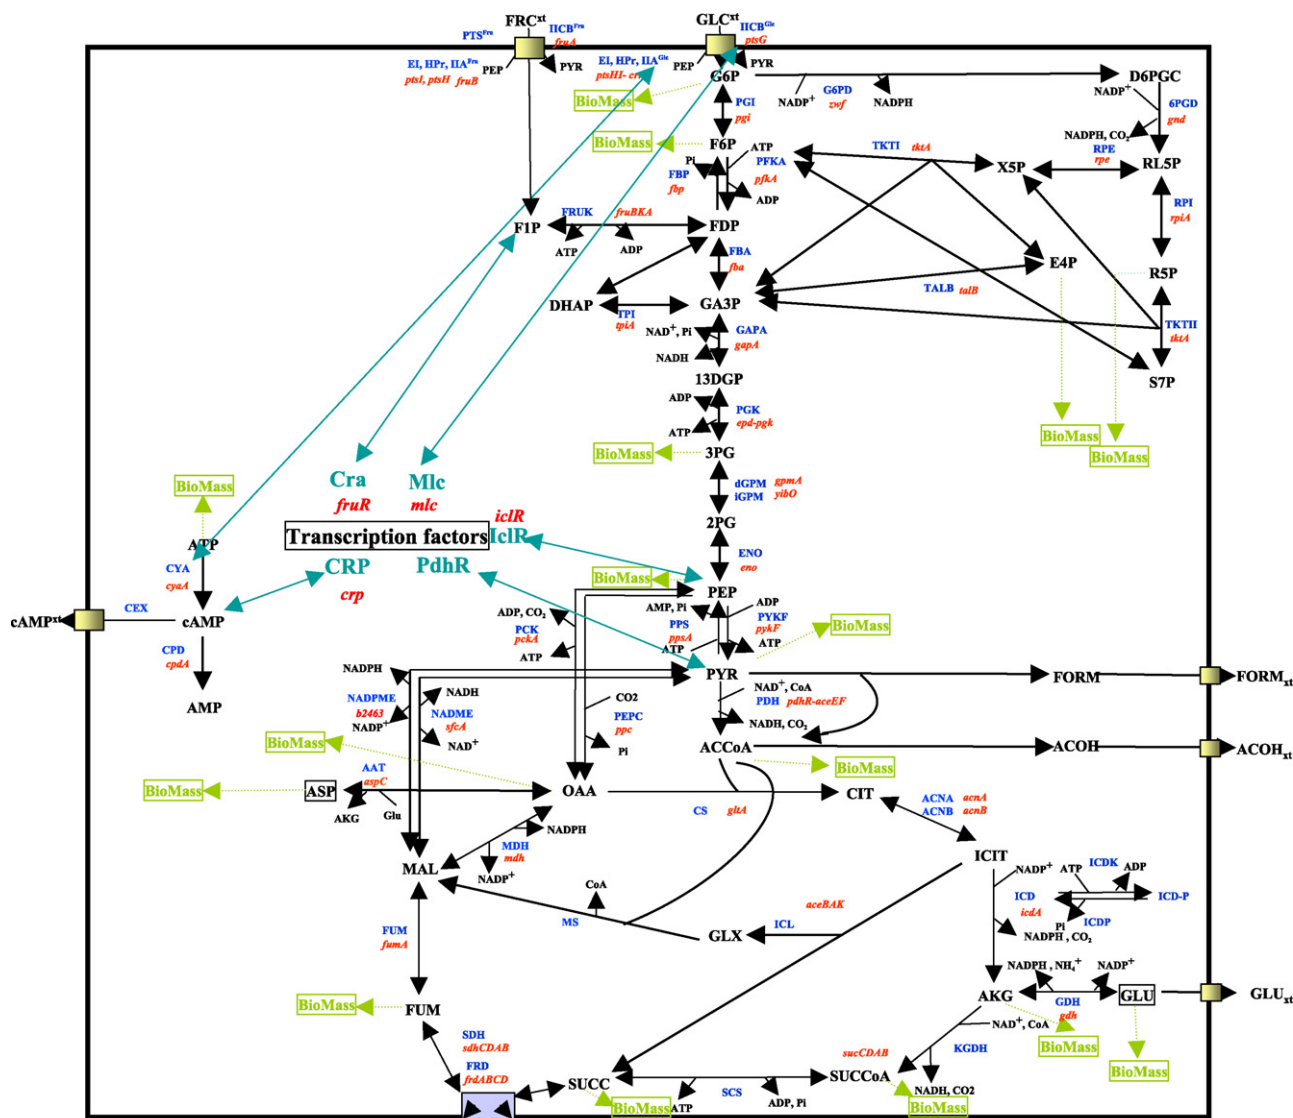 FRC^xt
GLC^xt
PTS^Fru
IICB^Fru
fruA
IICB^Glc
ptsG
EI, HPr, IIA^Fru
ptsI, ptsH fruB
PEP
PYR
EI, HPr, IIA^Glc
ptsHI- cr
PEP
PYR
G6P
D6PGC
BioMass
NADP+
G6PD
zwf
NADPH
NADP+
6PGD
gnd
NADPH, CO2
PGI
pgi
BioMass
F6P
Pi
ATP
FBP
fbp
PFKA
pfkA
ADP
TKTI
tktA
X5P
RPE
rpe
RL5P
RPI
rpiA
F1P
FRUK
fruBKA
ATP
ADP
FDP
FBA
fba
E4P
R5P
DHAP
TPI
tpiA
GA3P
TALB
talB
TKTII
tktA
NAD+, Pi
NADH
GAPA
gapA
S7P
13DGP
ADP
ATP
PGK
epd-pgk
BioMass
BioMass
BioMass
3PG
Cra
fruR
Mlc
mlc
dGPM
iGPM
gpmA
yibO
BioMass
iclR
Transcription factors
IclR
2PG
ATP
CYA
cyaA
CRP
crp
PdhR
ENO
eno
BioMass
PEP
CEX
cAMP^xt
cAMP
CPD
cpdA
AMP
ADP, CO2
PCK
pckA
ATP
AMP, Pi
PPS
ppsA
ATP
ADP
PYKF
pykF
ATP
BioMass
NADPH
NADH
NADPME
b2463
NADP+
NADME
sfcA
NAD+
CO2
PEPC
ppc
Pi
PYR
FORM
FORM_xt
NAD+, CoA
PDH
pdhR-aceEF
NADH, CO2
ACCoA
ACOH
ACOH_xt
BioMass
BioMass
BioMass
ASP
AAT
aspC
AKG
Glu
OAA
CS
gltA
CIT
ACNA
ACNB
acnA
acnB
NADPH
MDH
mdh
NADP+
MAL
ICIT
CoA
MS
GLX
ICL
aceBAK
NADP+
ICD
icdA
NADPH, CO2
ATP
ICDK
ADP
ICD-P
Pi
ICDP
FUM
fumA
NADPH, NH4+
NADP+
AKG
GDH
gdh
GLU
GLU_xt
BioMass
FUM
NAD+, CoA
KGDH
BioMass
BioMass
SDH
sdhCDAB
FRD
frdABCD
SUCC
sucCDAB
SUCCoA
NADH, CO2
BioMass
ATP
SCS
ADP, Pi
BioMass